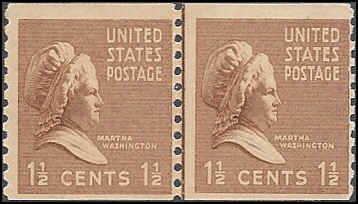 UNITED
STATES
POSTAGE
MARTHA
WASHINGTON
1½ CENTS 1½
UNITED
STATES
POSTAGE
MARTHA
WASHINGTON
1½ CENTS 1½